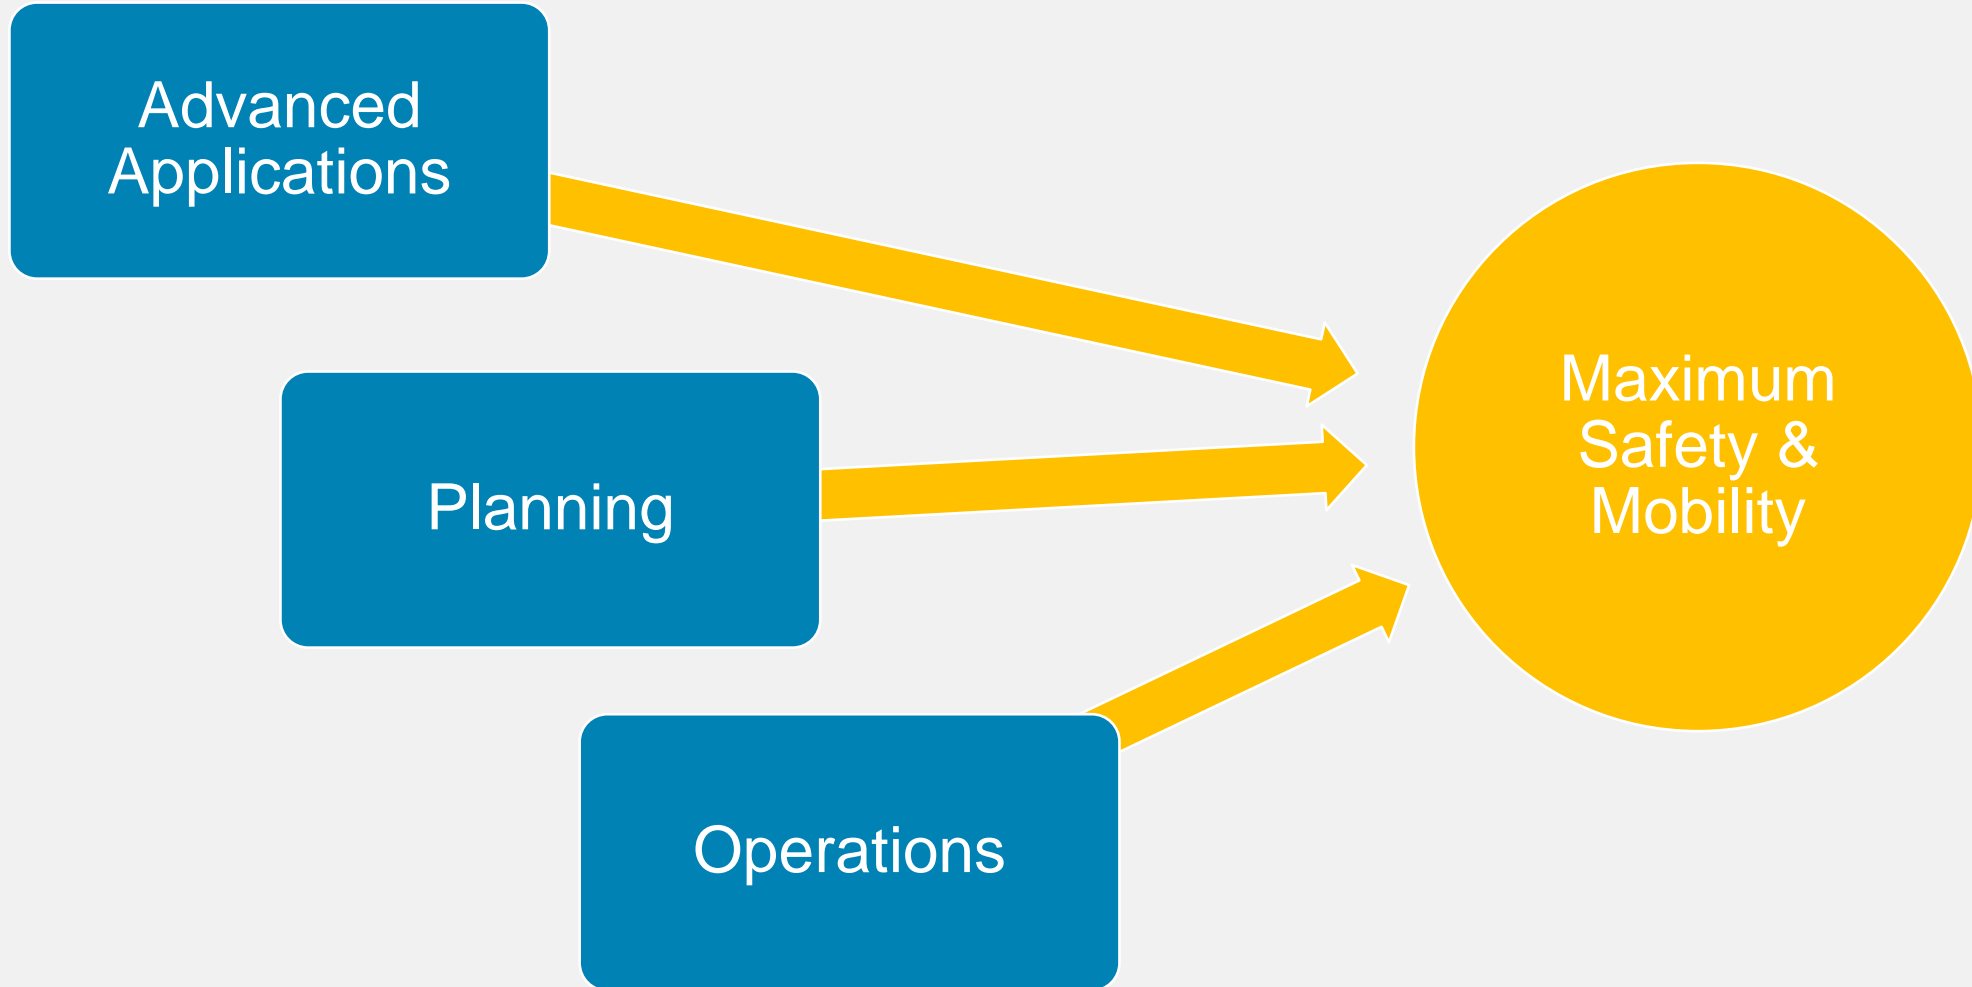 Advanced
Applications
Planning
Operations
Maximum
Safety &
Mobility